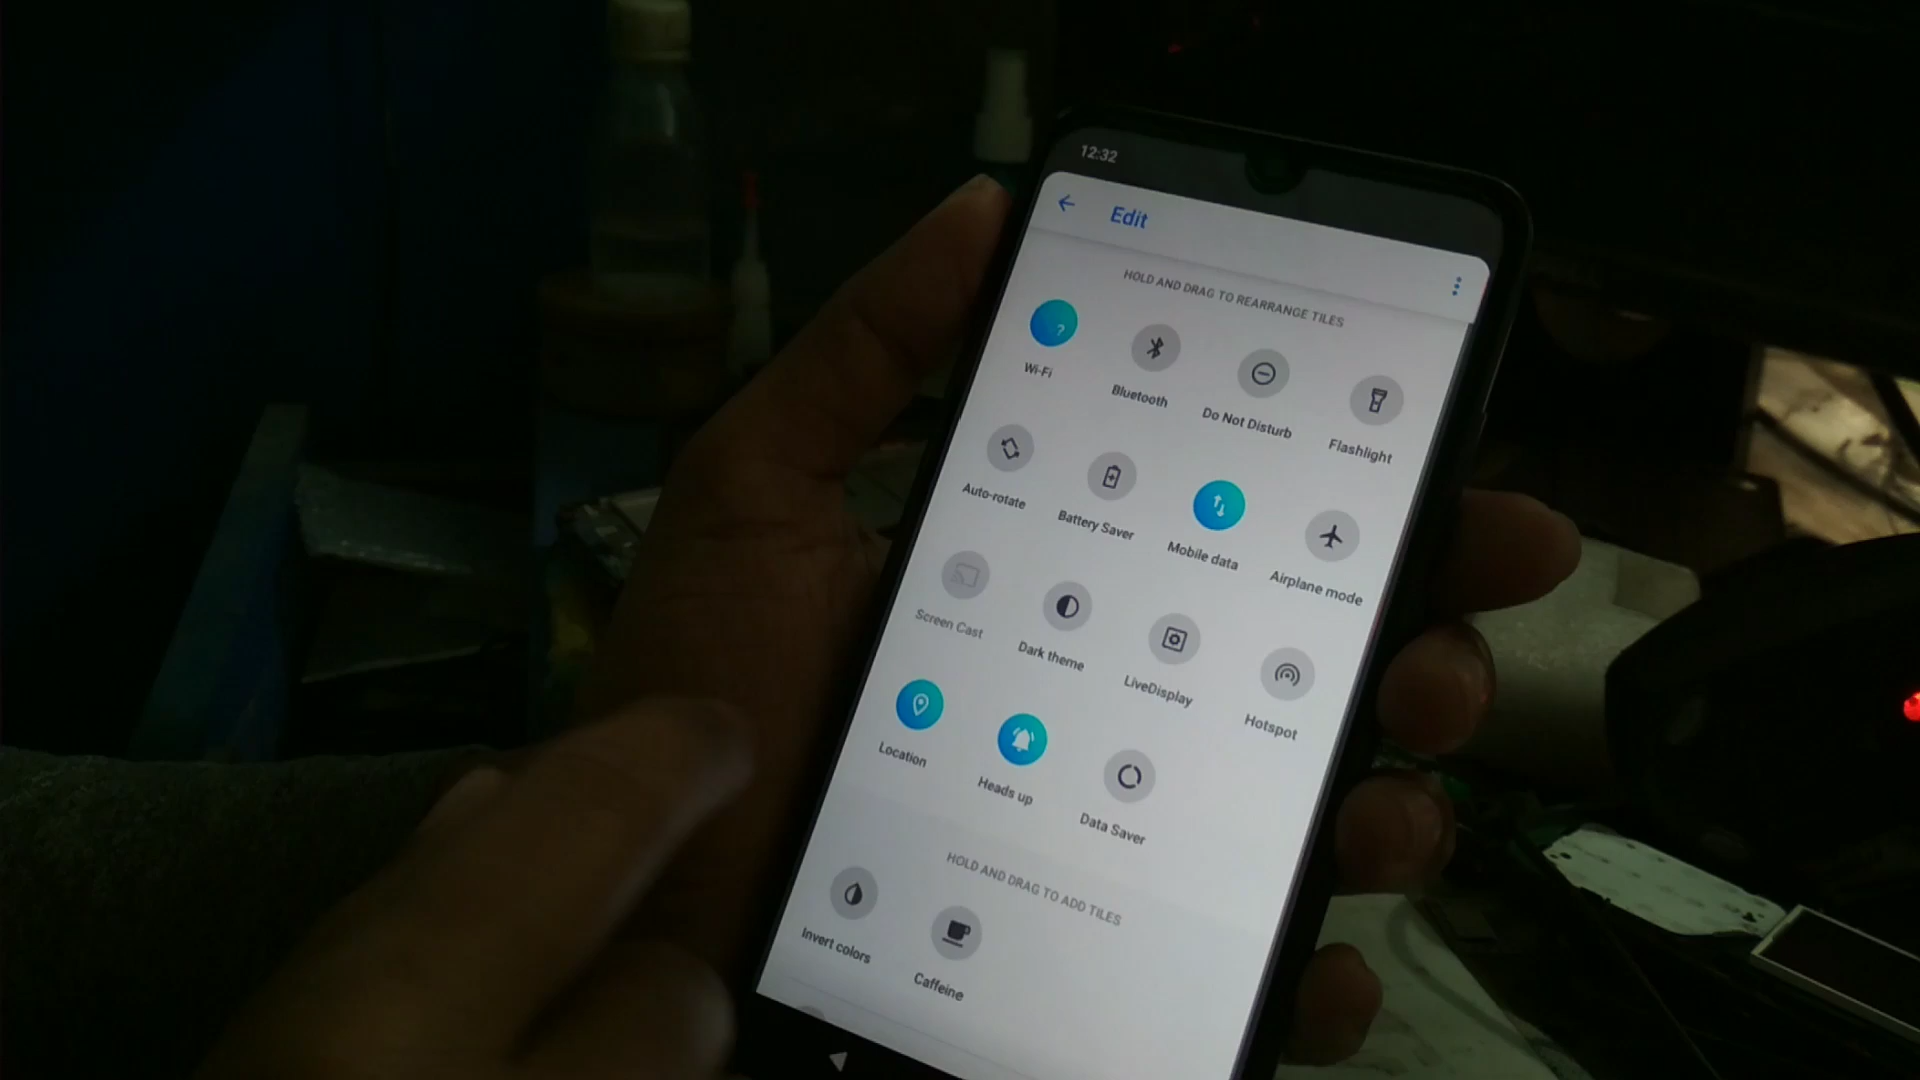 12:32
Edit
HOLD AND DRAG TO REARRANGE TILES
Wi-Fi
Bluetooth
Do Not Disturb
Flashlight
Auto-rotate
Battery Saver
Mobile data
Airplane mode
Screen Cast
Dark theme
LiveDisplay
Hotspot
Location
Heads up
Data Saver
HOLD AND DRAG TO ADD TILES
Invert colors
Caffeine